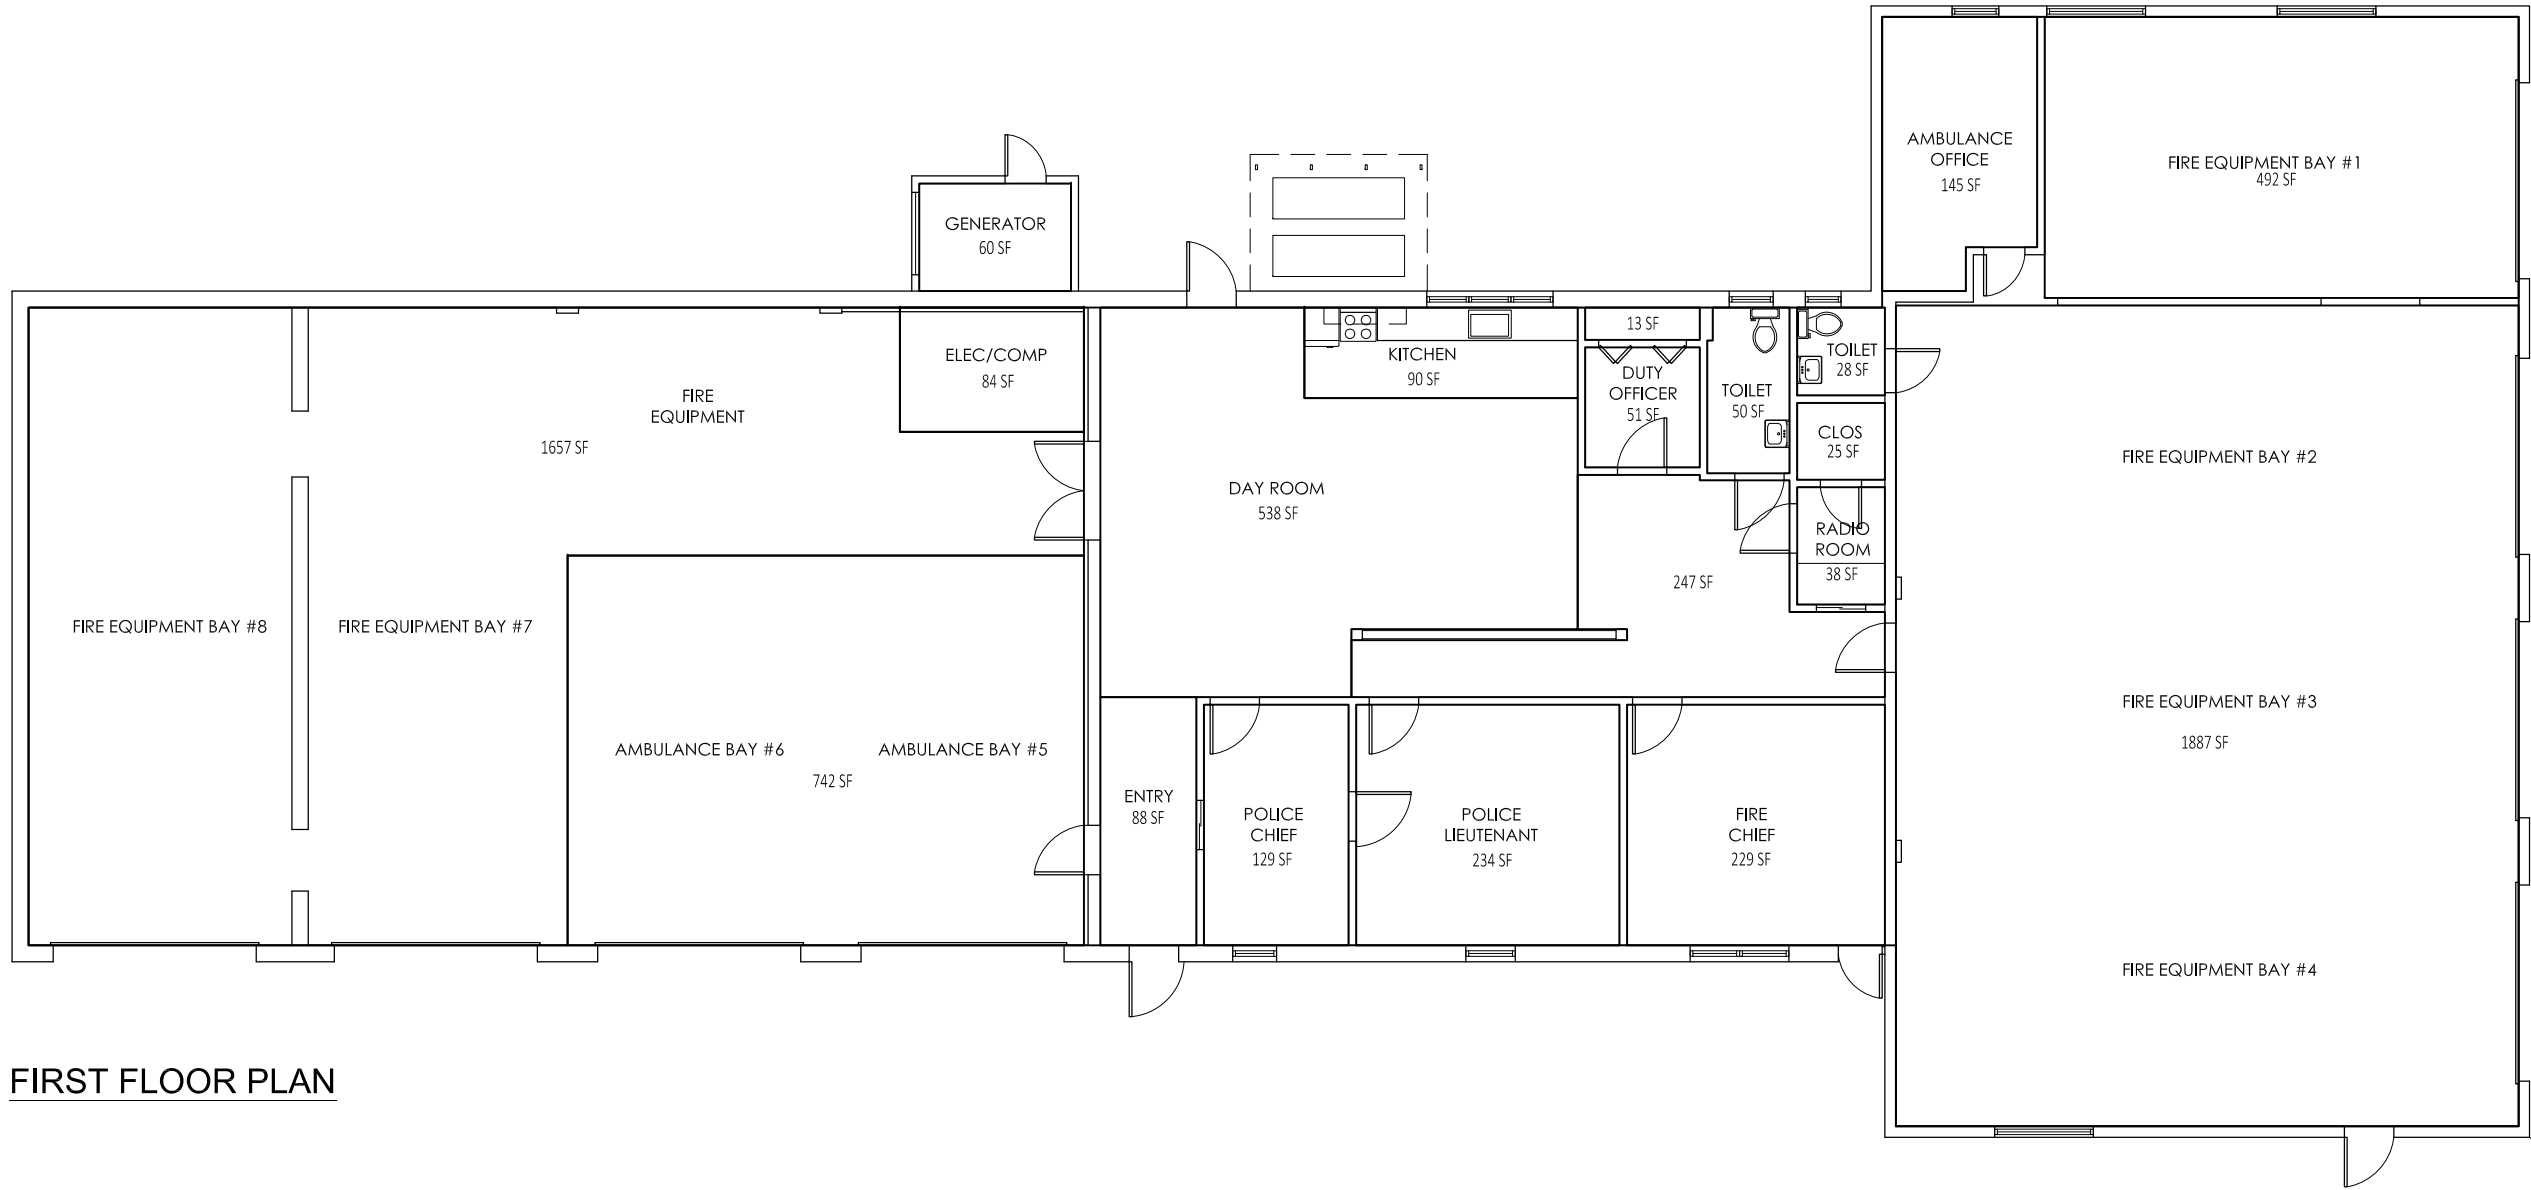 AMBULANCE
OFFICE
145 SF
FIRE EQUIPMENT BAY #1
492 SF
GENERATOR
60 SF
ELEC/COMP
84 SF
FIRE
EQUIPMENT
1657 SF
KITCHEN
90 SF
13 SF
DUTY
OFFICER
51 SF
TOILET
50 SF
TOILET
28 SF
CLOS
25 SF
RADIO
ROOM
38 SF
DAY ROOM
538 SF
247 SF
FIRE EQUIPMENT BAY #2
FIRE EQUIPMENT BAY #8
FIRE EQUIPMENT BAY #7
AMBULANCE BAY #6
AMBULANCE BAY #5
742 SF
ENTRY
88 SF
POLICE
CHIEF
129 SF
POLICE
LIEUTENANT
234 SF
FIRE
CHIEF
229 SF
FIRE EQUIPMENT BAY #3
1887 SF
FIRE EQUIPMENT BAY #4
FIRST FLOOR PLAN